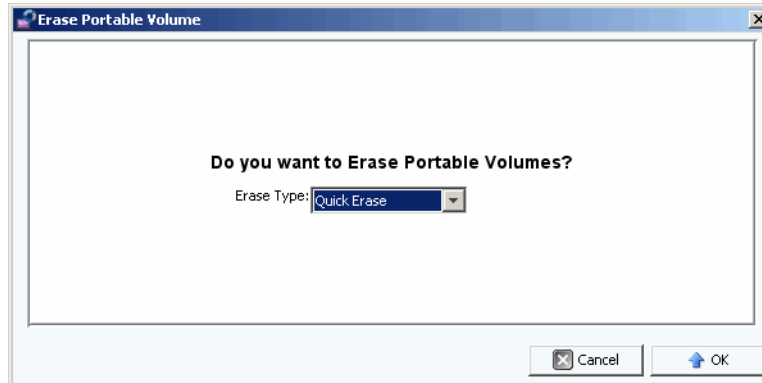 Erase Portable Volume
Do you want to Erase Portable Volumes?
Erase Type: Quick Erase
Cancel OK